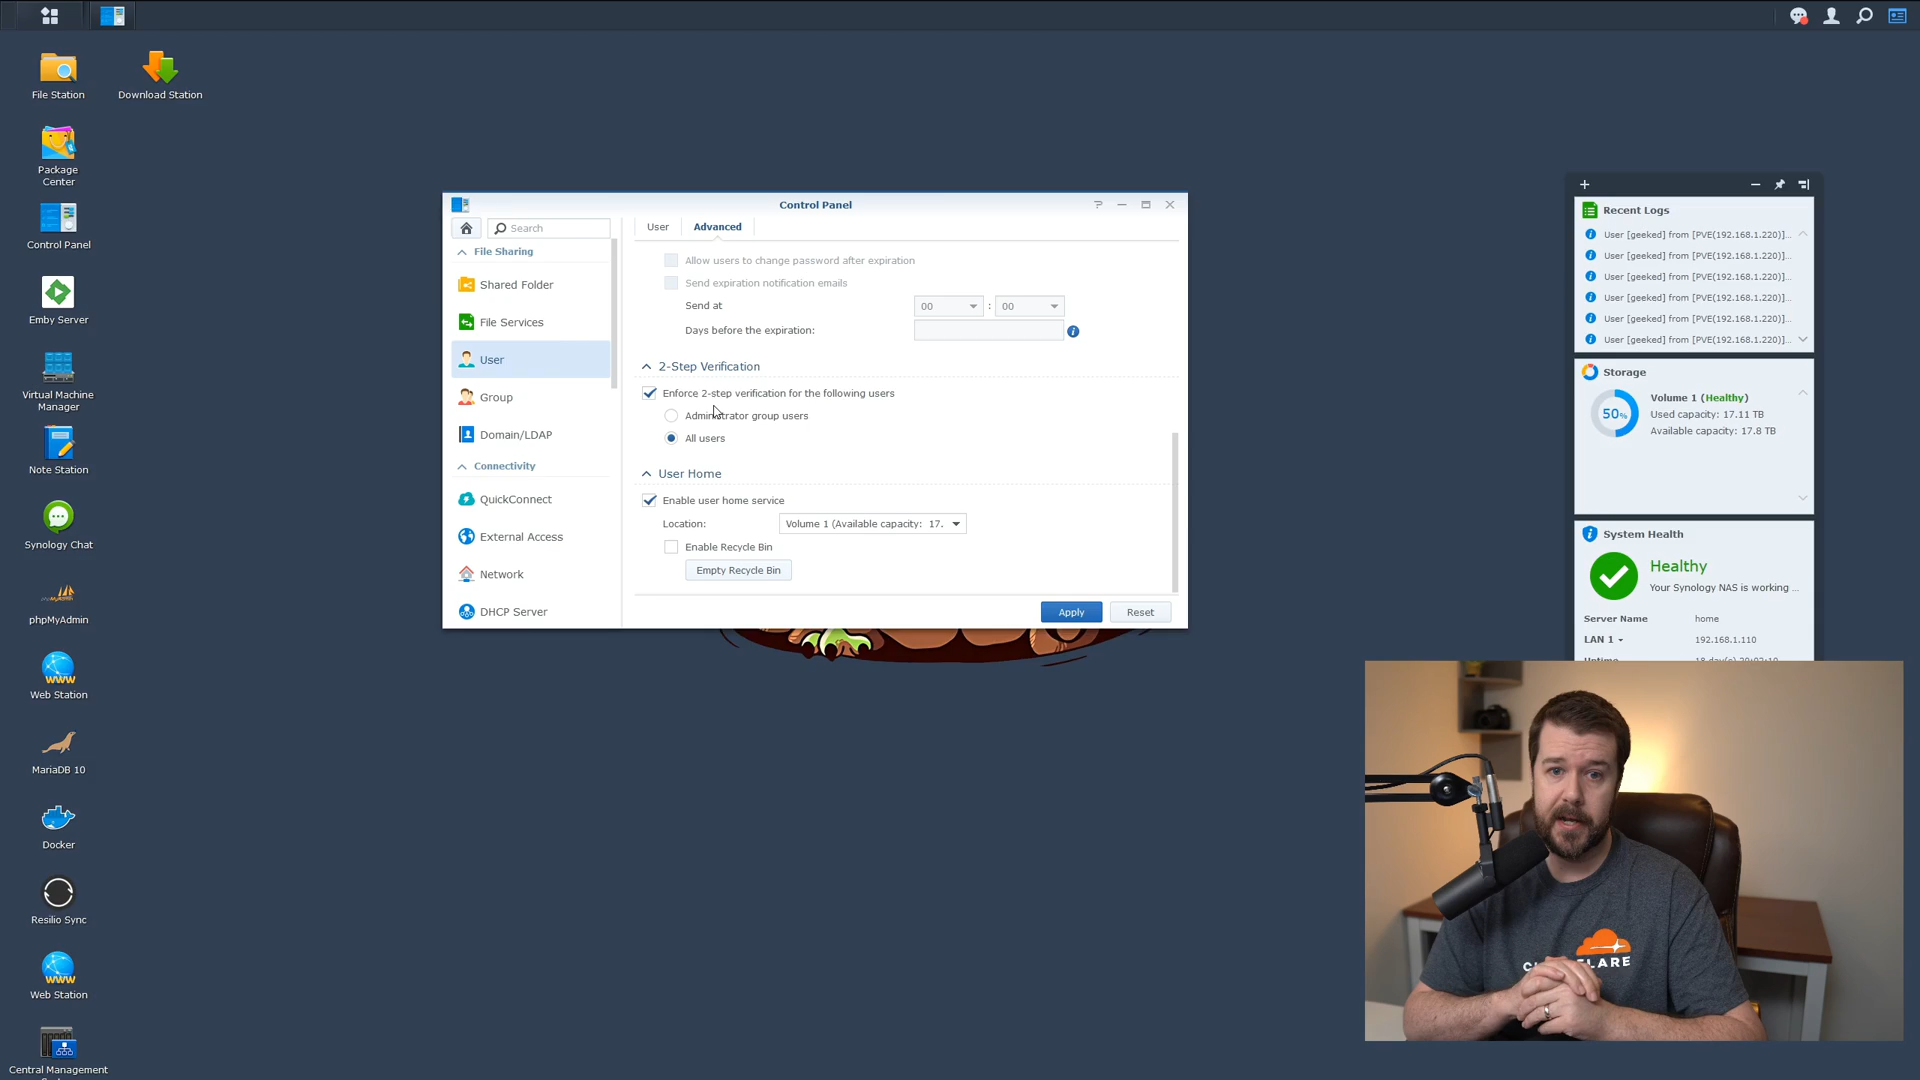 File Station
Download Station
Package
Center
Control Panel
Emby Server
Virtual Machine
Manager
Note Station
Synology Chat
phpMyAdmin
Web Station
MariaDB 10
Docker
Resilio Sync
Web Station
Central Management
Control Panel
Search
File Sharing
Shared Folder
File Services
User
Group
Domain/LDAP
Connectivity
QuickConnect
External Access
Network
DHCP Server
User Advanced
Allow users to change password after expiration
Send expiration notification emails
Send at 00 : 00
Days before the expiration:
2-Step Verification
Enforce 2-step verification for the following users
Administrator group users
All users
User Home
Enable user home service
Location: Volume 1 (Available capacity: 17.
Enable Recycle Bin
Empty Recycle Bin
Apply Reset
Recent Logs
User [geeked] from [PVE(192.168.1.220)]...
User [geeked] from [PVE(192.168.1.220)]...
User [geeked] from [PVE(192.168.1.220)]...
User [geeked] from [PVE(192.168.1.220)]...
User [geeked] from [PVE(192.168.1.220)]...
User [geeked] from [PVE(192.168.1.220)]...
Storage
50%
Volume 1 (Healthy)
Used capacity: 17.11 TB
Available capacity: 17.8 TB
System Health
Healthy
Your Synology NAS is working ...
Server Name home
LAN 1 192.168.1.110